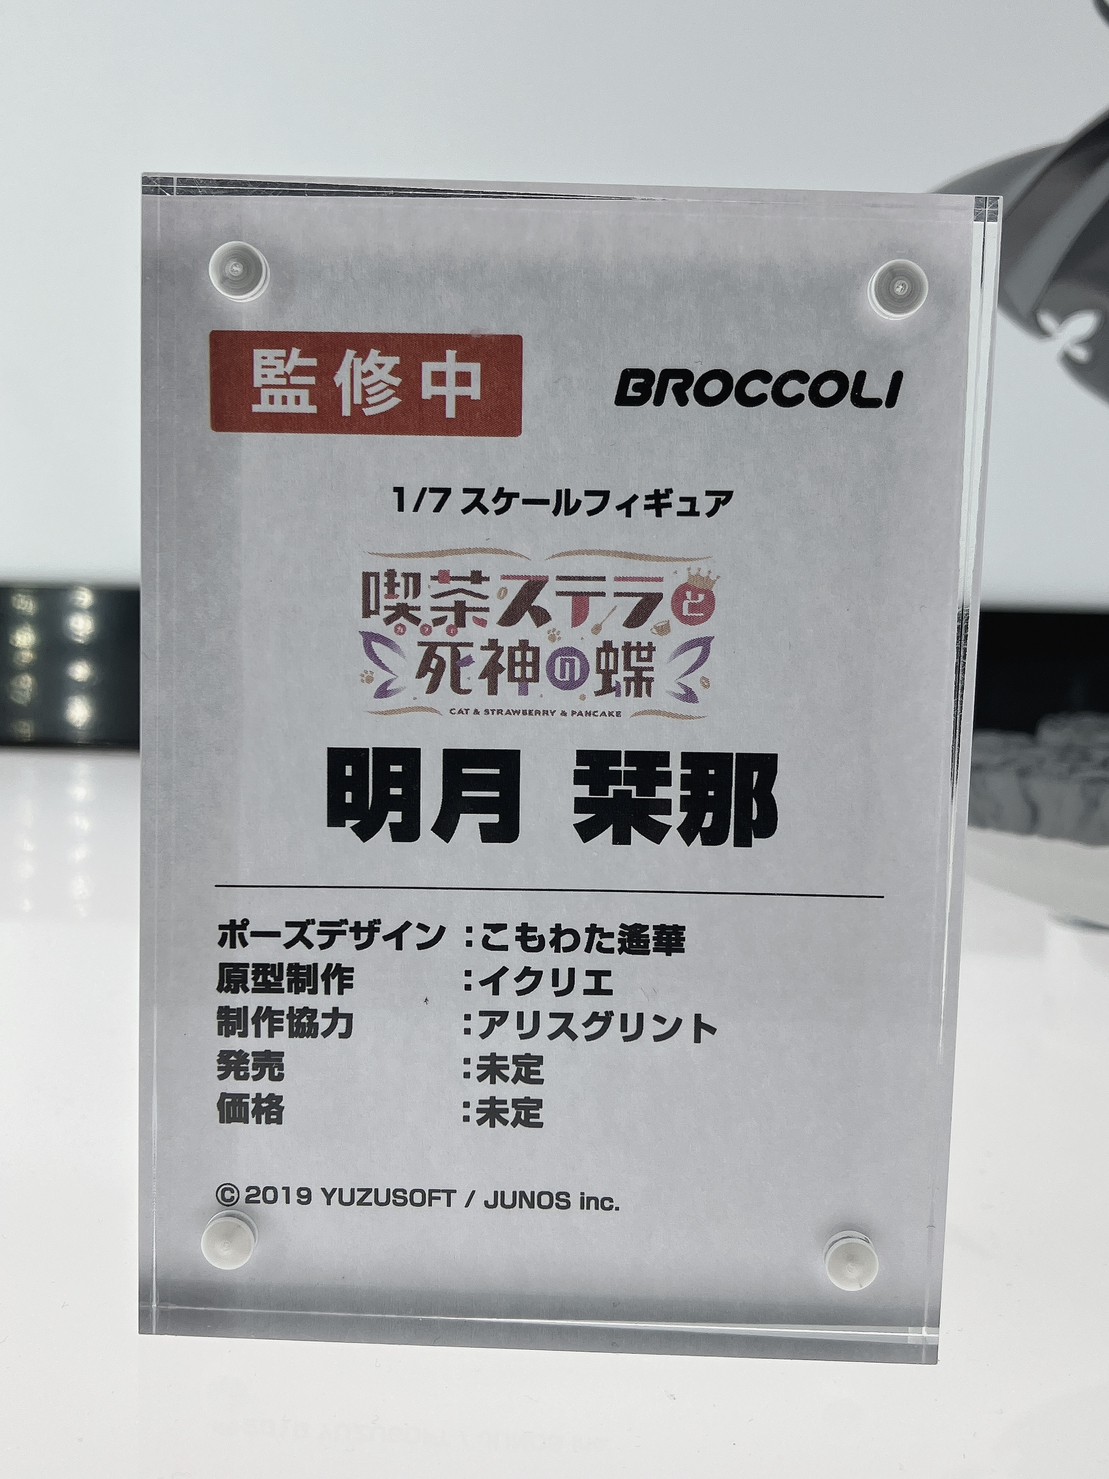 監修中
BROCCOLI
1/7スケールフィギュア
喫茶ステラと
カフェ
死神の蝶
CAT & STRAWBERRY & PANCAKE
明月 栞那
ポーズデザイン:こもわた遙華
原型制作:イクリエ
制作協力:アリスグリント
発売:未定
価格:未定
©2019 YUZUSOFT / JUNOS inc.